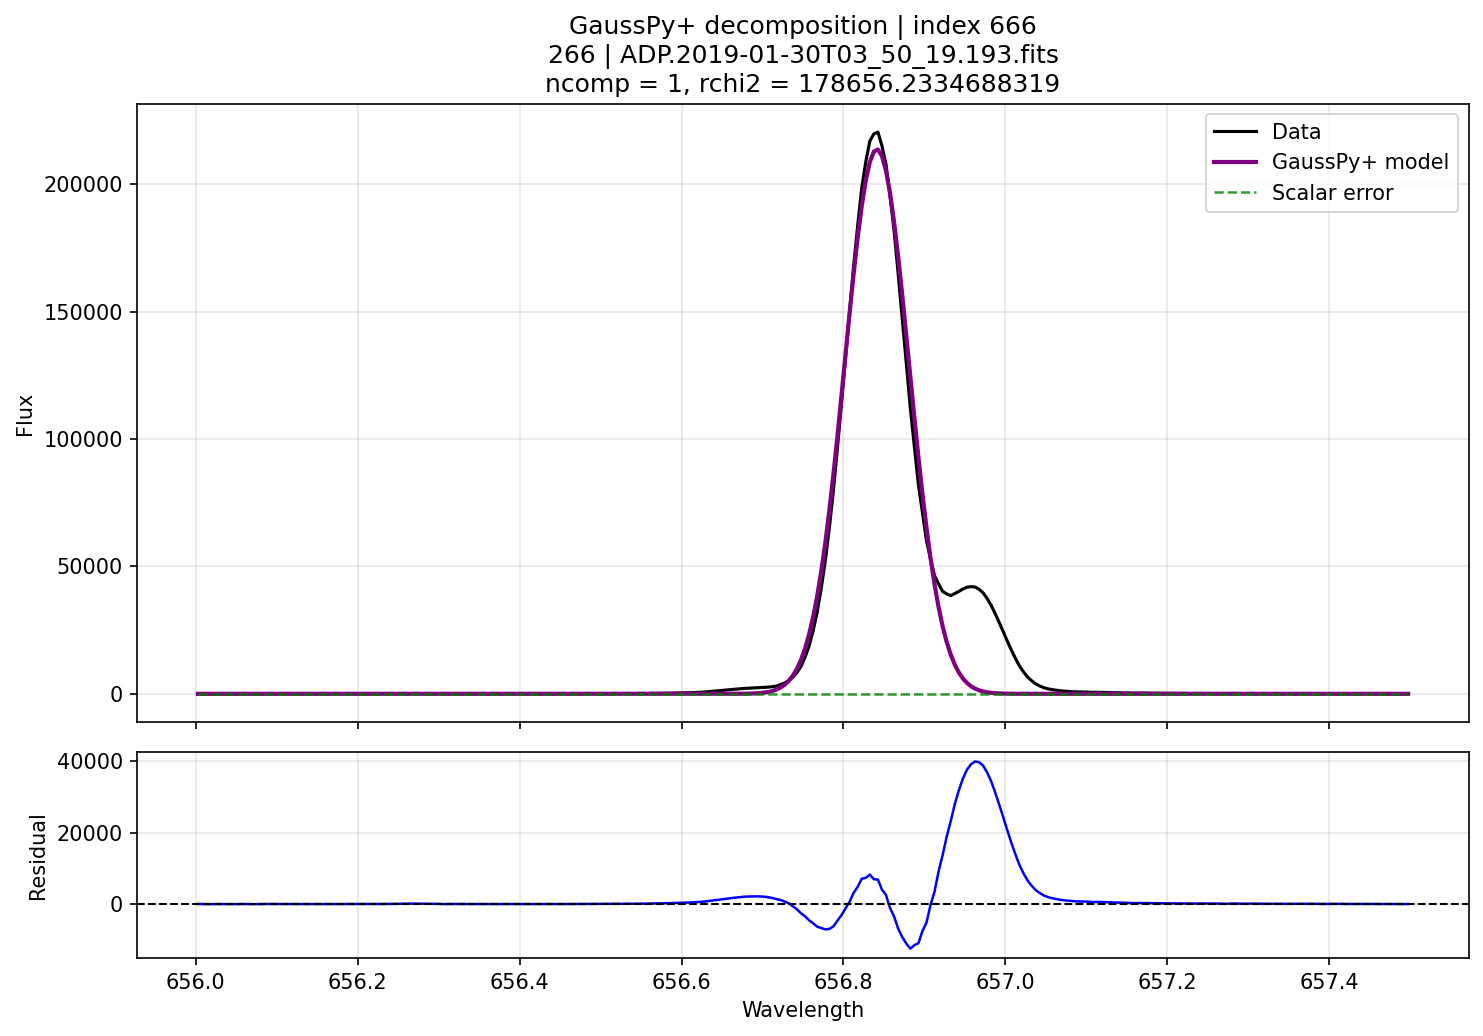 GaussPy+ decomposition | index 666
266 | ADP.2019-01-30T03_50_19.193.fits
ncomp = 1, rchi2 = 178656.2334688319
Data
GaussPy+ model
Scalar error
Flux
200000
150000
100000
50000
0
Residual
40000
20000
0
656.0
656.2
656.4
656.6
656.8
657.0
657.2
657.4
Wavelength